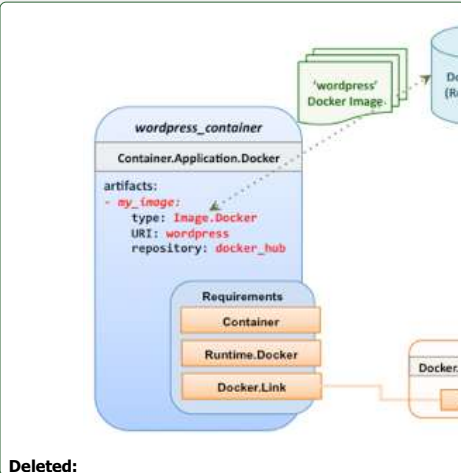 'wordpress'
Docker Image
wordpress_container
Container.Application.Docker
artifacts:
- my_image:
type: Image.Docker
URI: wordpress
repository: docker_hub
Requirements
Container
Runtime.Docker
Docker.Link
Docker.
Deleted: